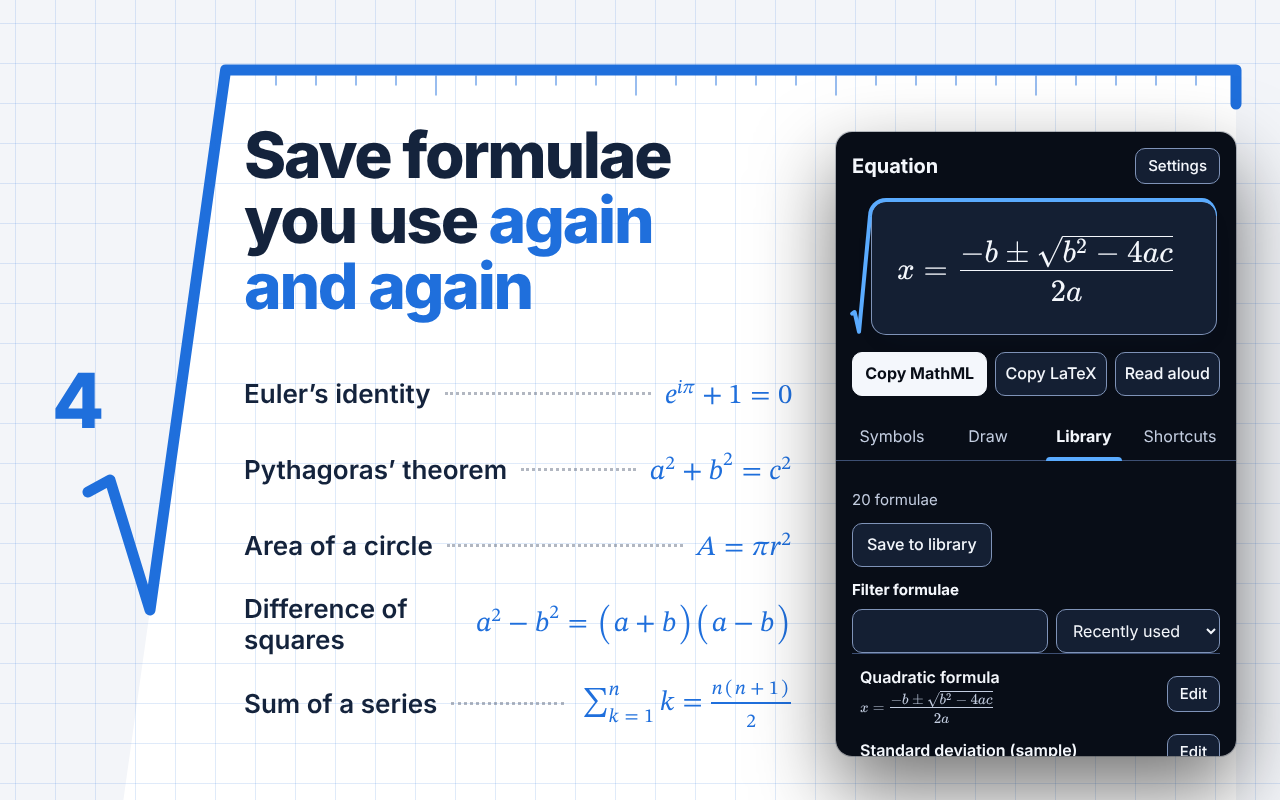 Save formulae
you use again
and again
4
Euler’s identity e^{iπ} + 1 = 0
Pythagoras’ theorem a² + b² = c²
Area of a circle A = πr²
Difference of
squares a² − b² = (a + b)(a − b)
Sum of a series ∑_{k = 1}^{n} k = n(n + 1)/2
Equation
Settings
x = (−b ± √(b² − 4ac))/2a
Copy MathML Copy LaTeX Read aloud
Symbols Draw Library Shortcuts
20 formulae
Save to library
Filter formulae
Recently used
Quadratic formula
x = (−b ± √(b² − 4ac))/2a
Edit
Standard deviation (sample)
Edit